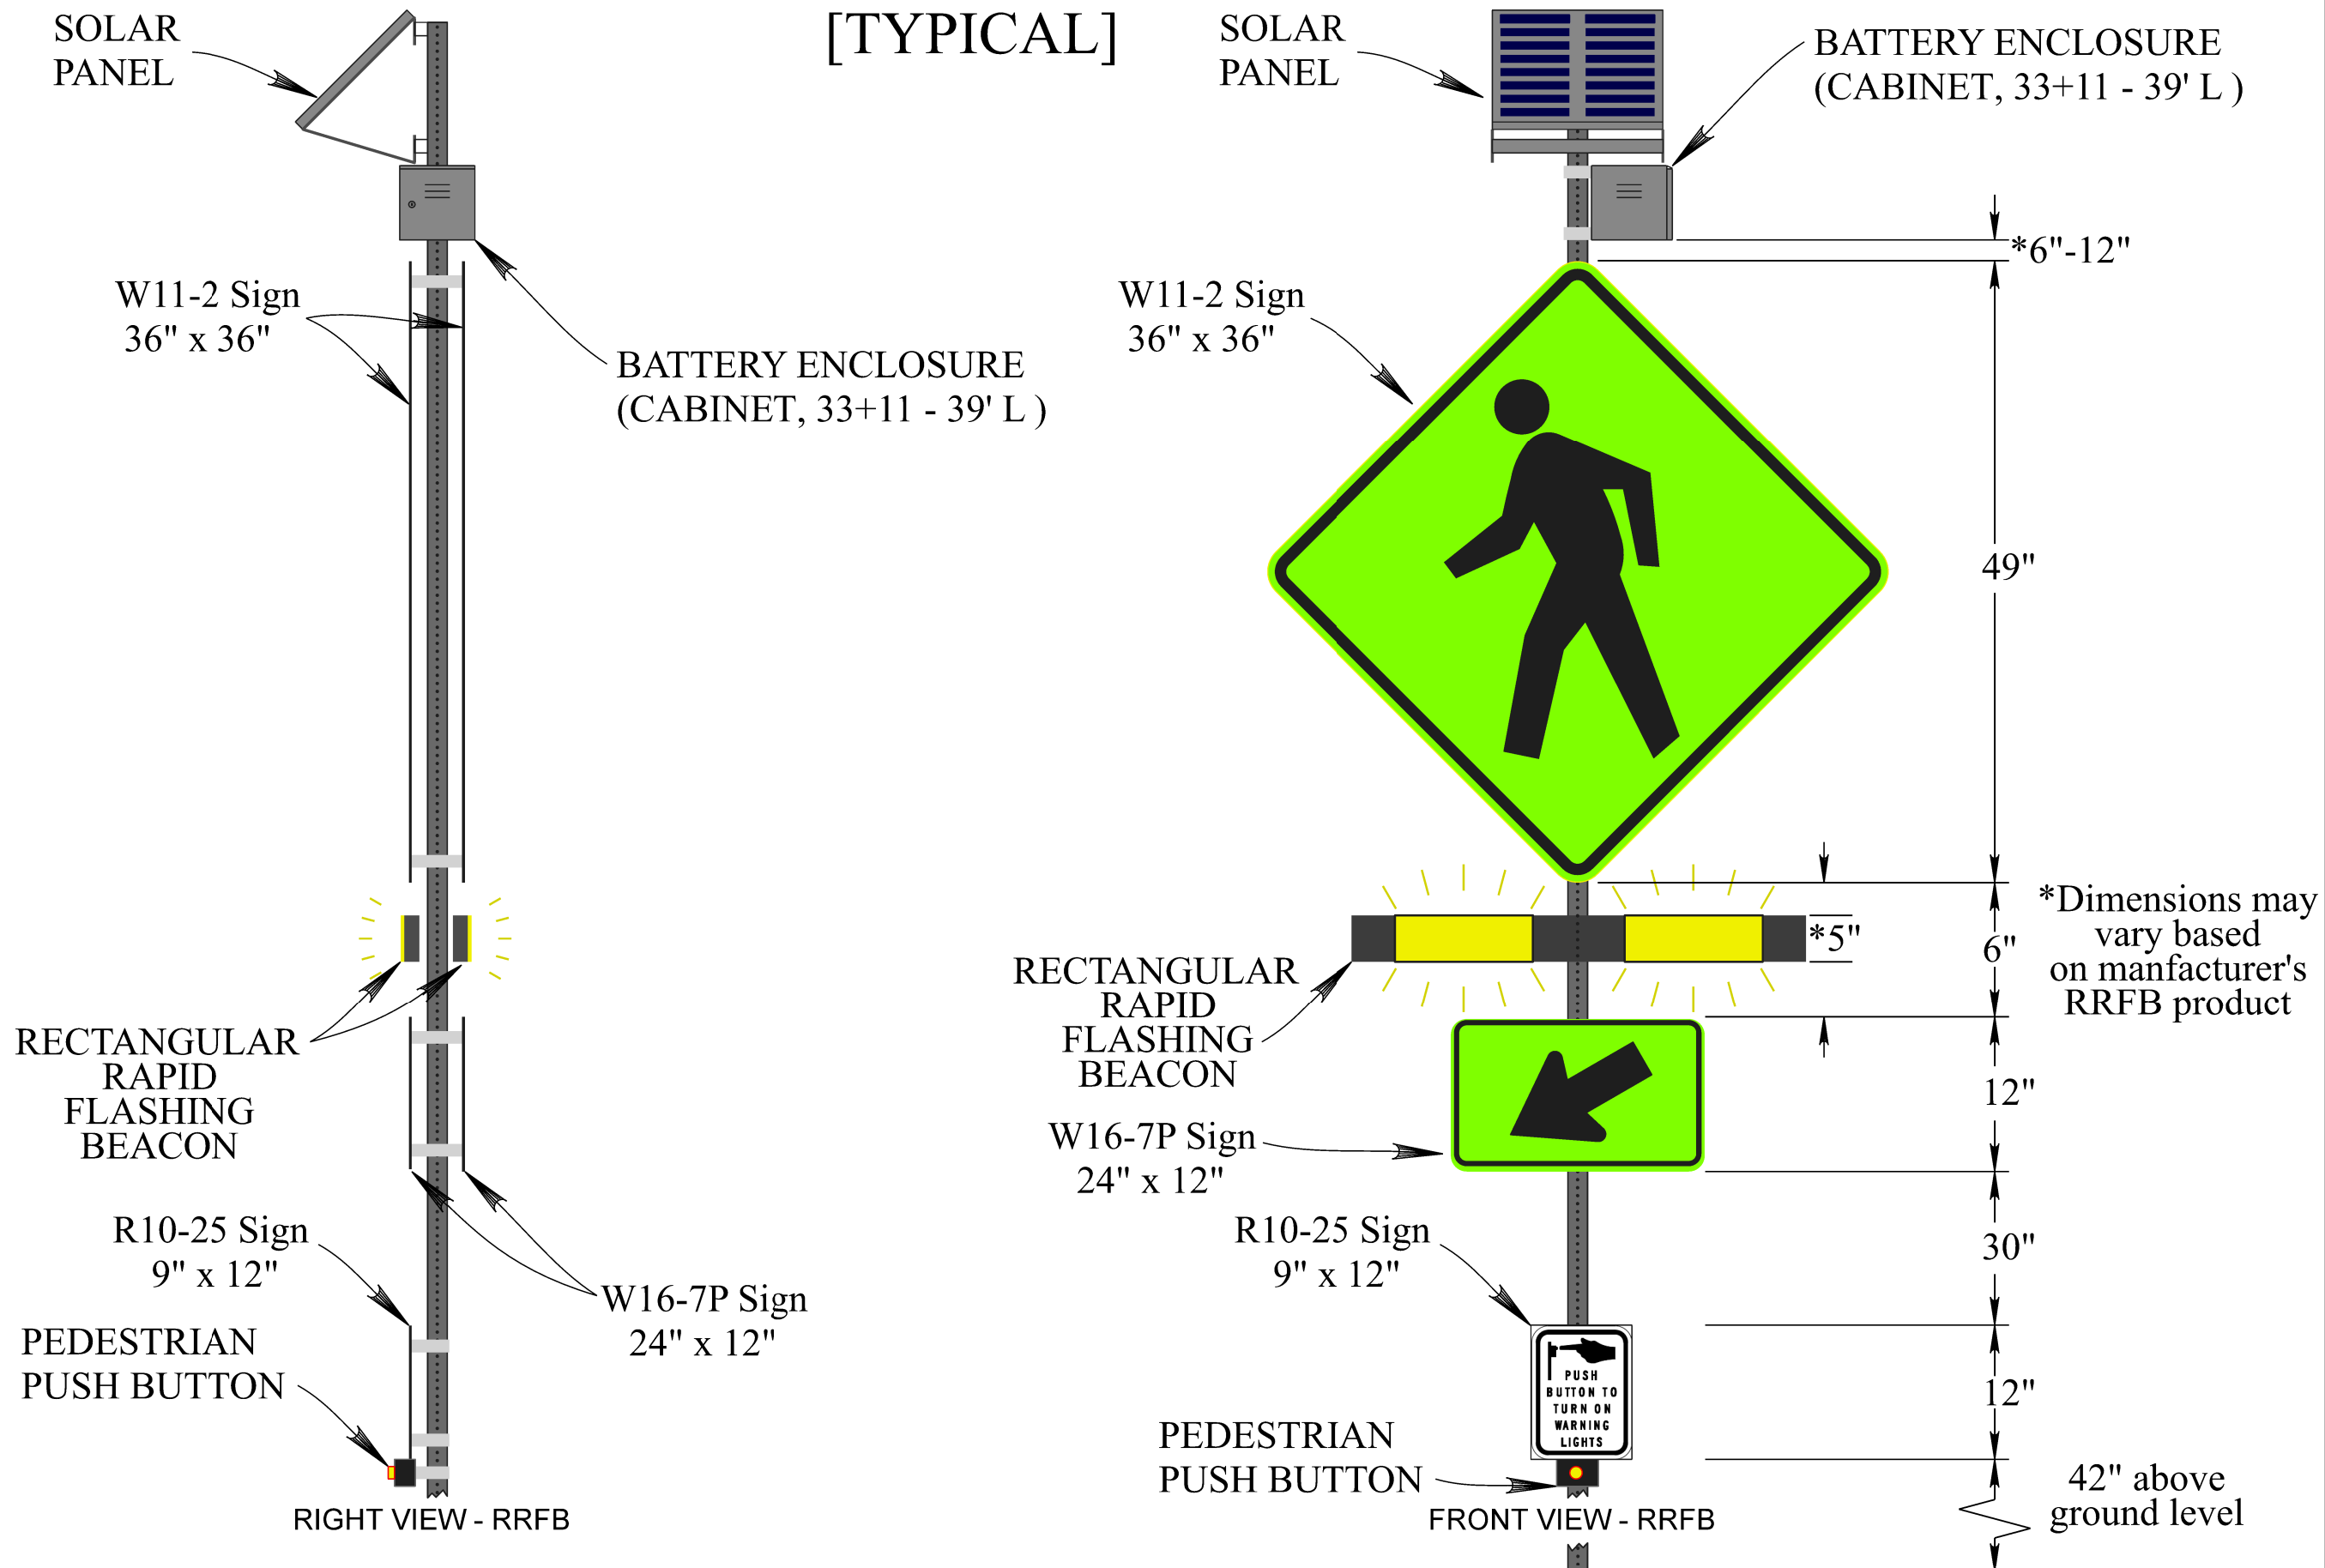 [TYPICAL]
SOLAR
PANEL
W11-2 Sign
36" x 36"
BATTERY ENCLOSURE
(CABINET, 33+11 - 39' L )
RECTANGULAR
RAPID
FLASHING
BEACON
R10-25 Sign
9" x 12"
W16-7P Sign
24" x 12"
PEDESTRIAN
PUSH BUTTON
RIGHT VIEW - RRFB
SOLAR
PANEL
BATTERY ENCLOSURE
(CABINET, 33+11 - 39' L )
*6"-12"
W11-2 Sign
36" x 36"
49"
*5"
6"
*Dimensions may
vary based
on manfacturer's
RRFB product
RECTANGULAR
RAPID
FLASHING
BEACON
12"
W16-7P Sign
24" x 12"
R10-25 Sign
9" x 12"
30"
PUSH
BUTTON TO
TURN ON
WARNING
LIGHTS
12"
PEDESTRIAN
PUSH BUTTON
42" above
ground level
FRONT VIEW - RRFB